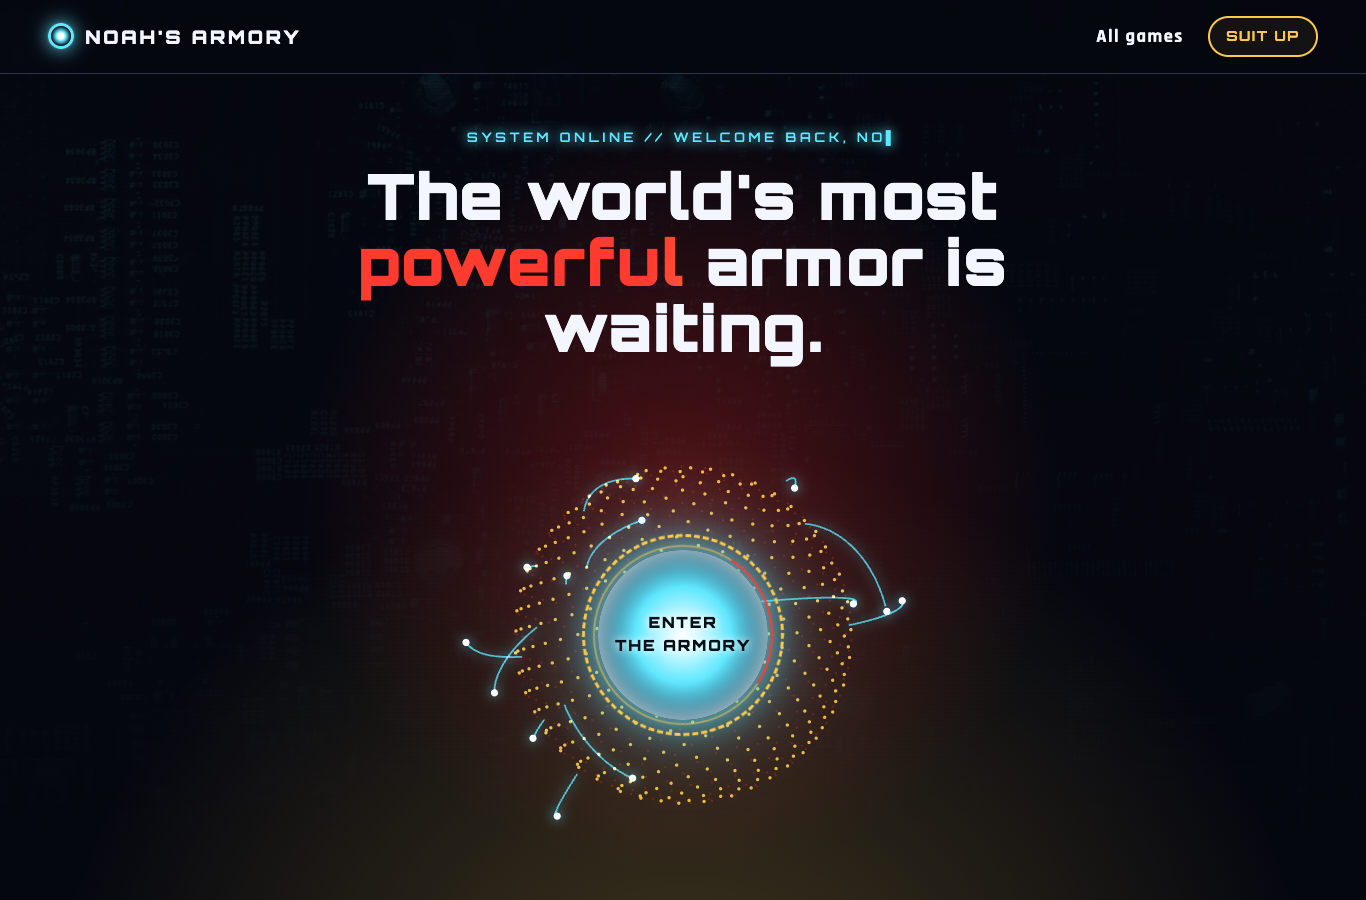 NOAH'S ARMORY
All games
SUIT UP
SYSTEM ONLINE // WELCOME BACK, NO
The world's most
powerful armor is
waiting.
ENTER
THE ARMORY